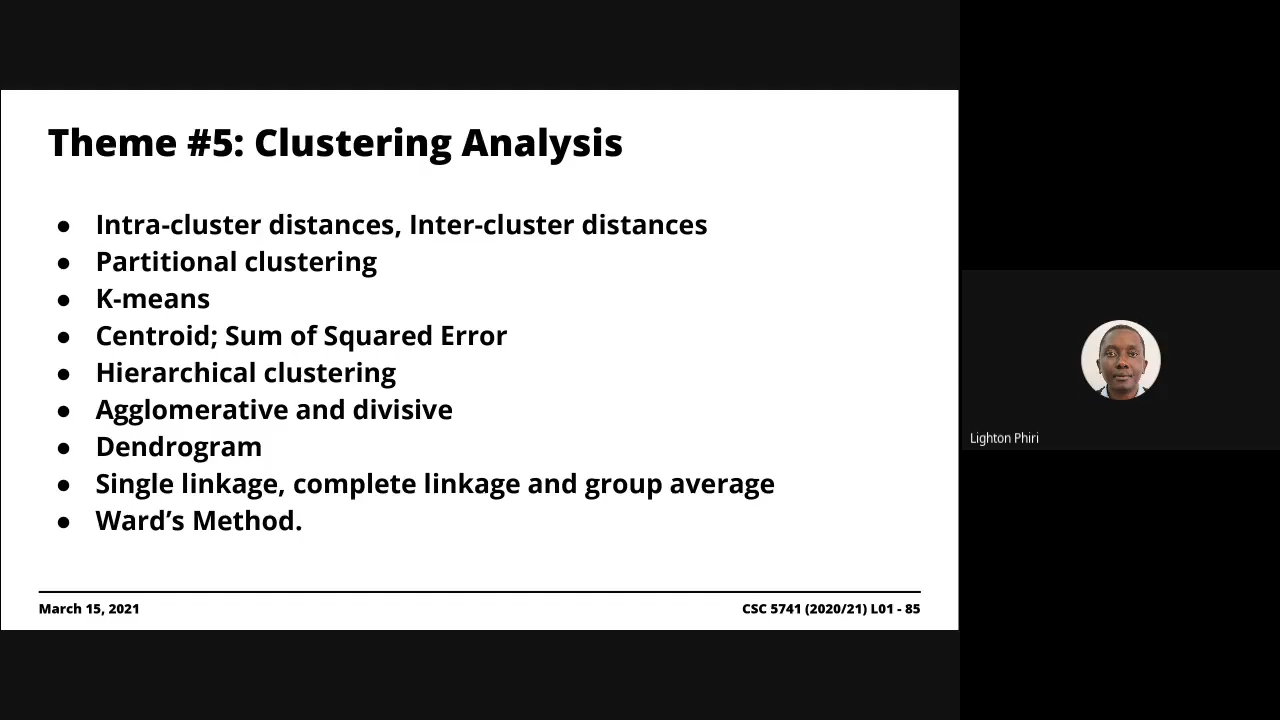 Theme #5: Clustering Analysis
● Intra-cluster distances, Inter-cluster distances
● Partitional clustering
● K-means
● Centroid; Sum of Squared Error
● Hierarchical clustering
● Agglomerative and divisive
● Dendrogram
● Single linkage, complete linkage and group average
● Ward’s Method.
March 15, 2021
CSC 5741 (2020/21) L01 - 85
Lighton Phiri